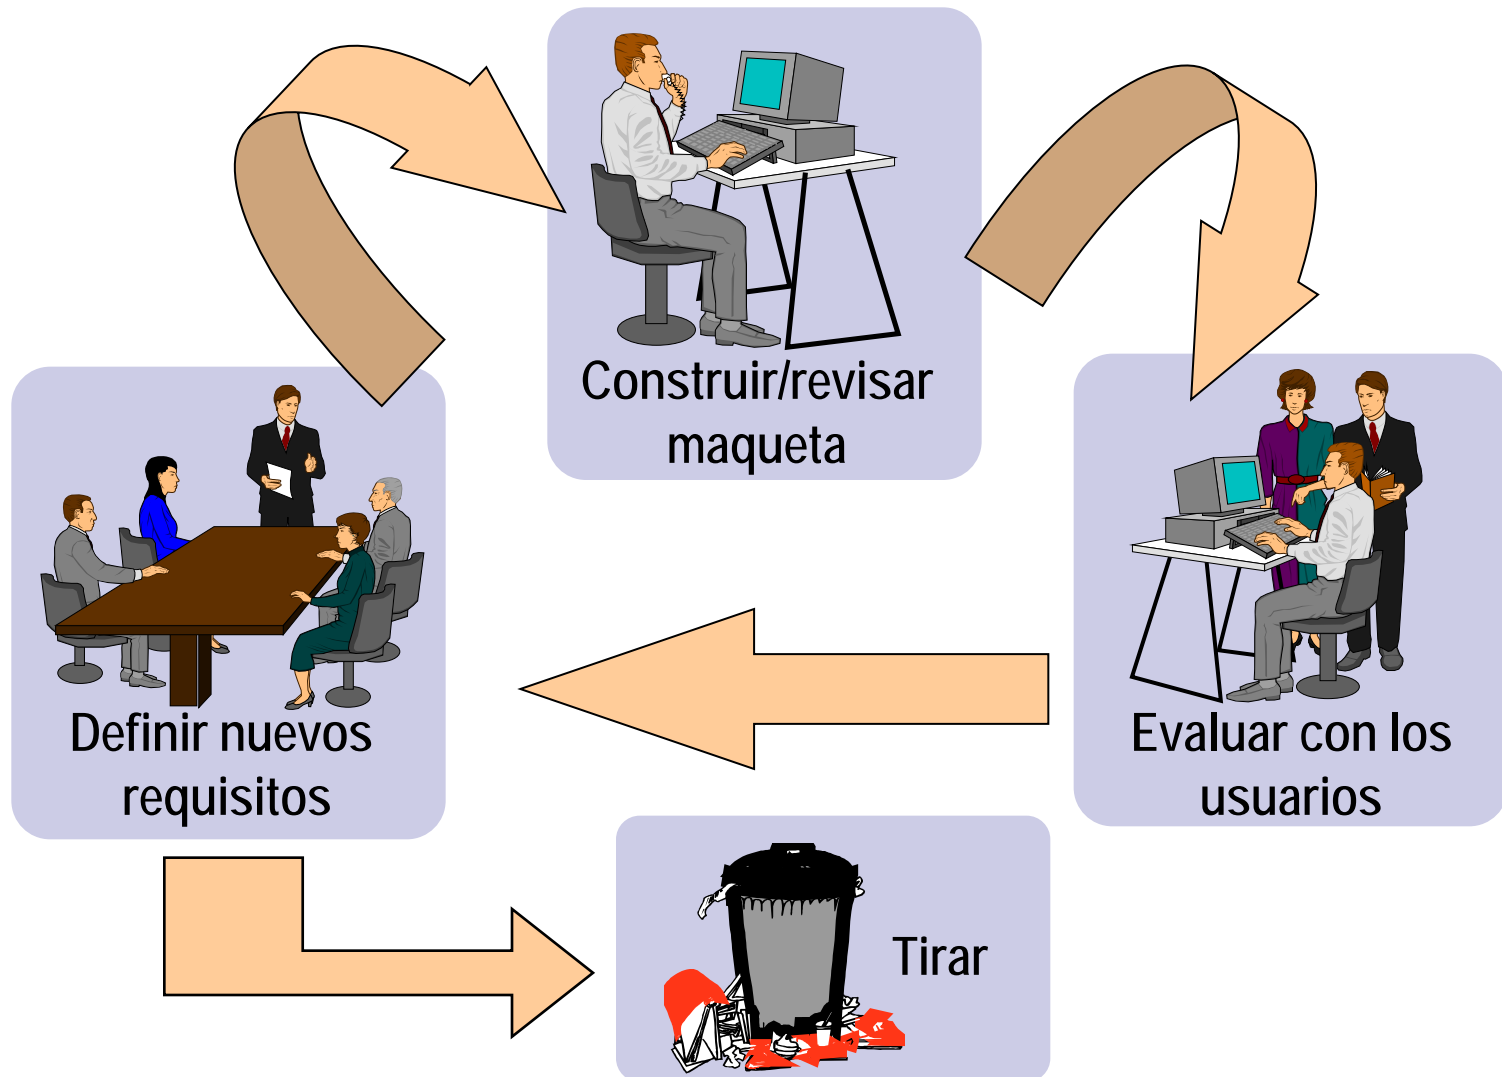 Construir/revisar
maqueta
Definir nuevos
requisitos
Evaluar con los
usuarios
Tirar